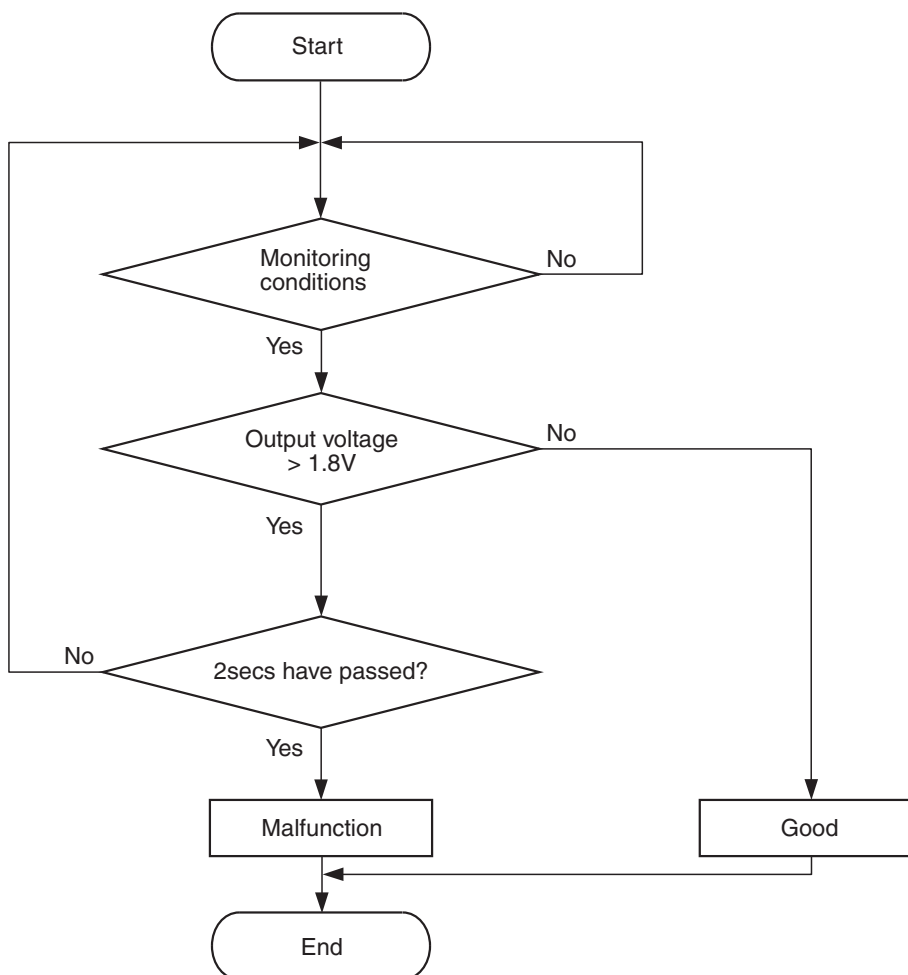 Start
Monitoring
conditions
No
Yes
Output voltage
> 1.8V
No
Yes
2secs have passed?
No
Yes
Malfunction
Good
End